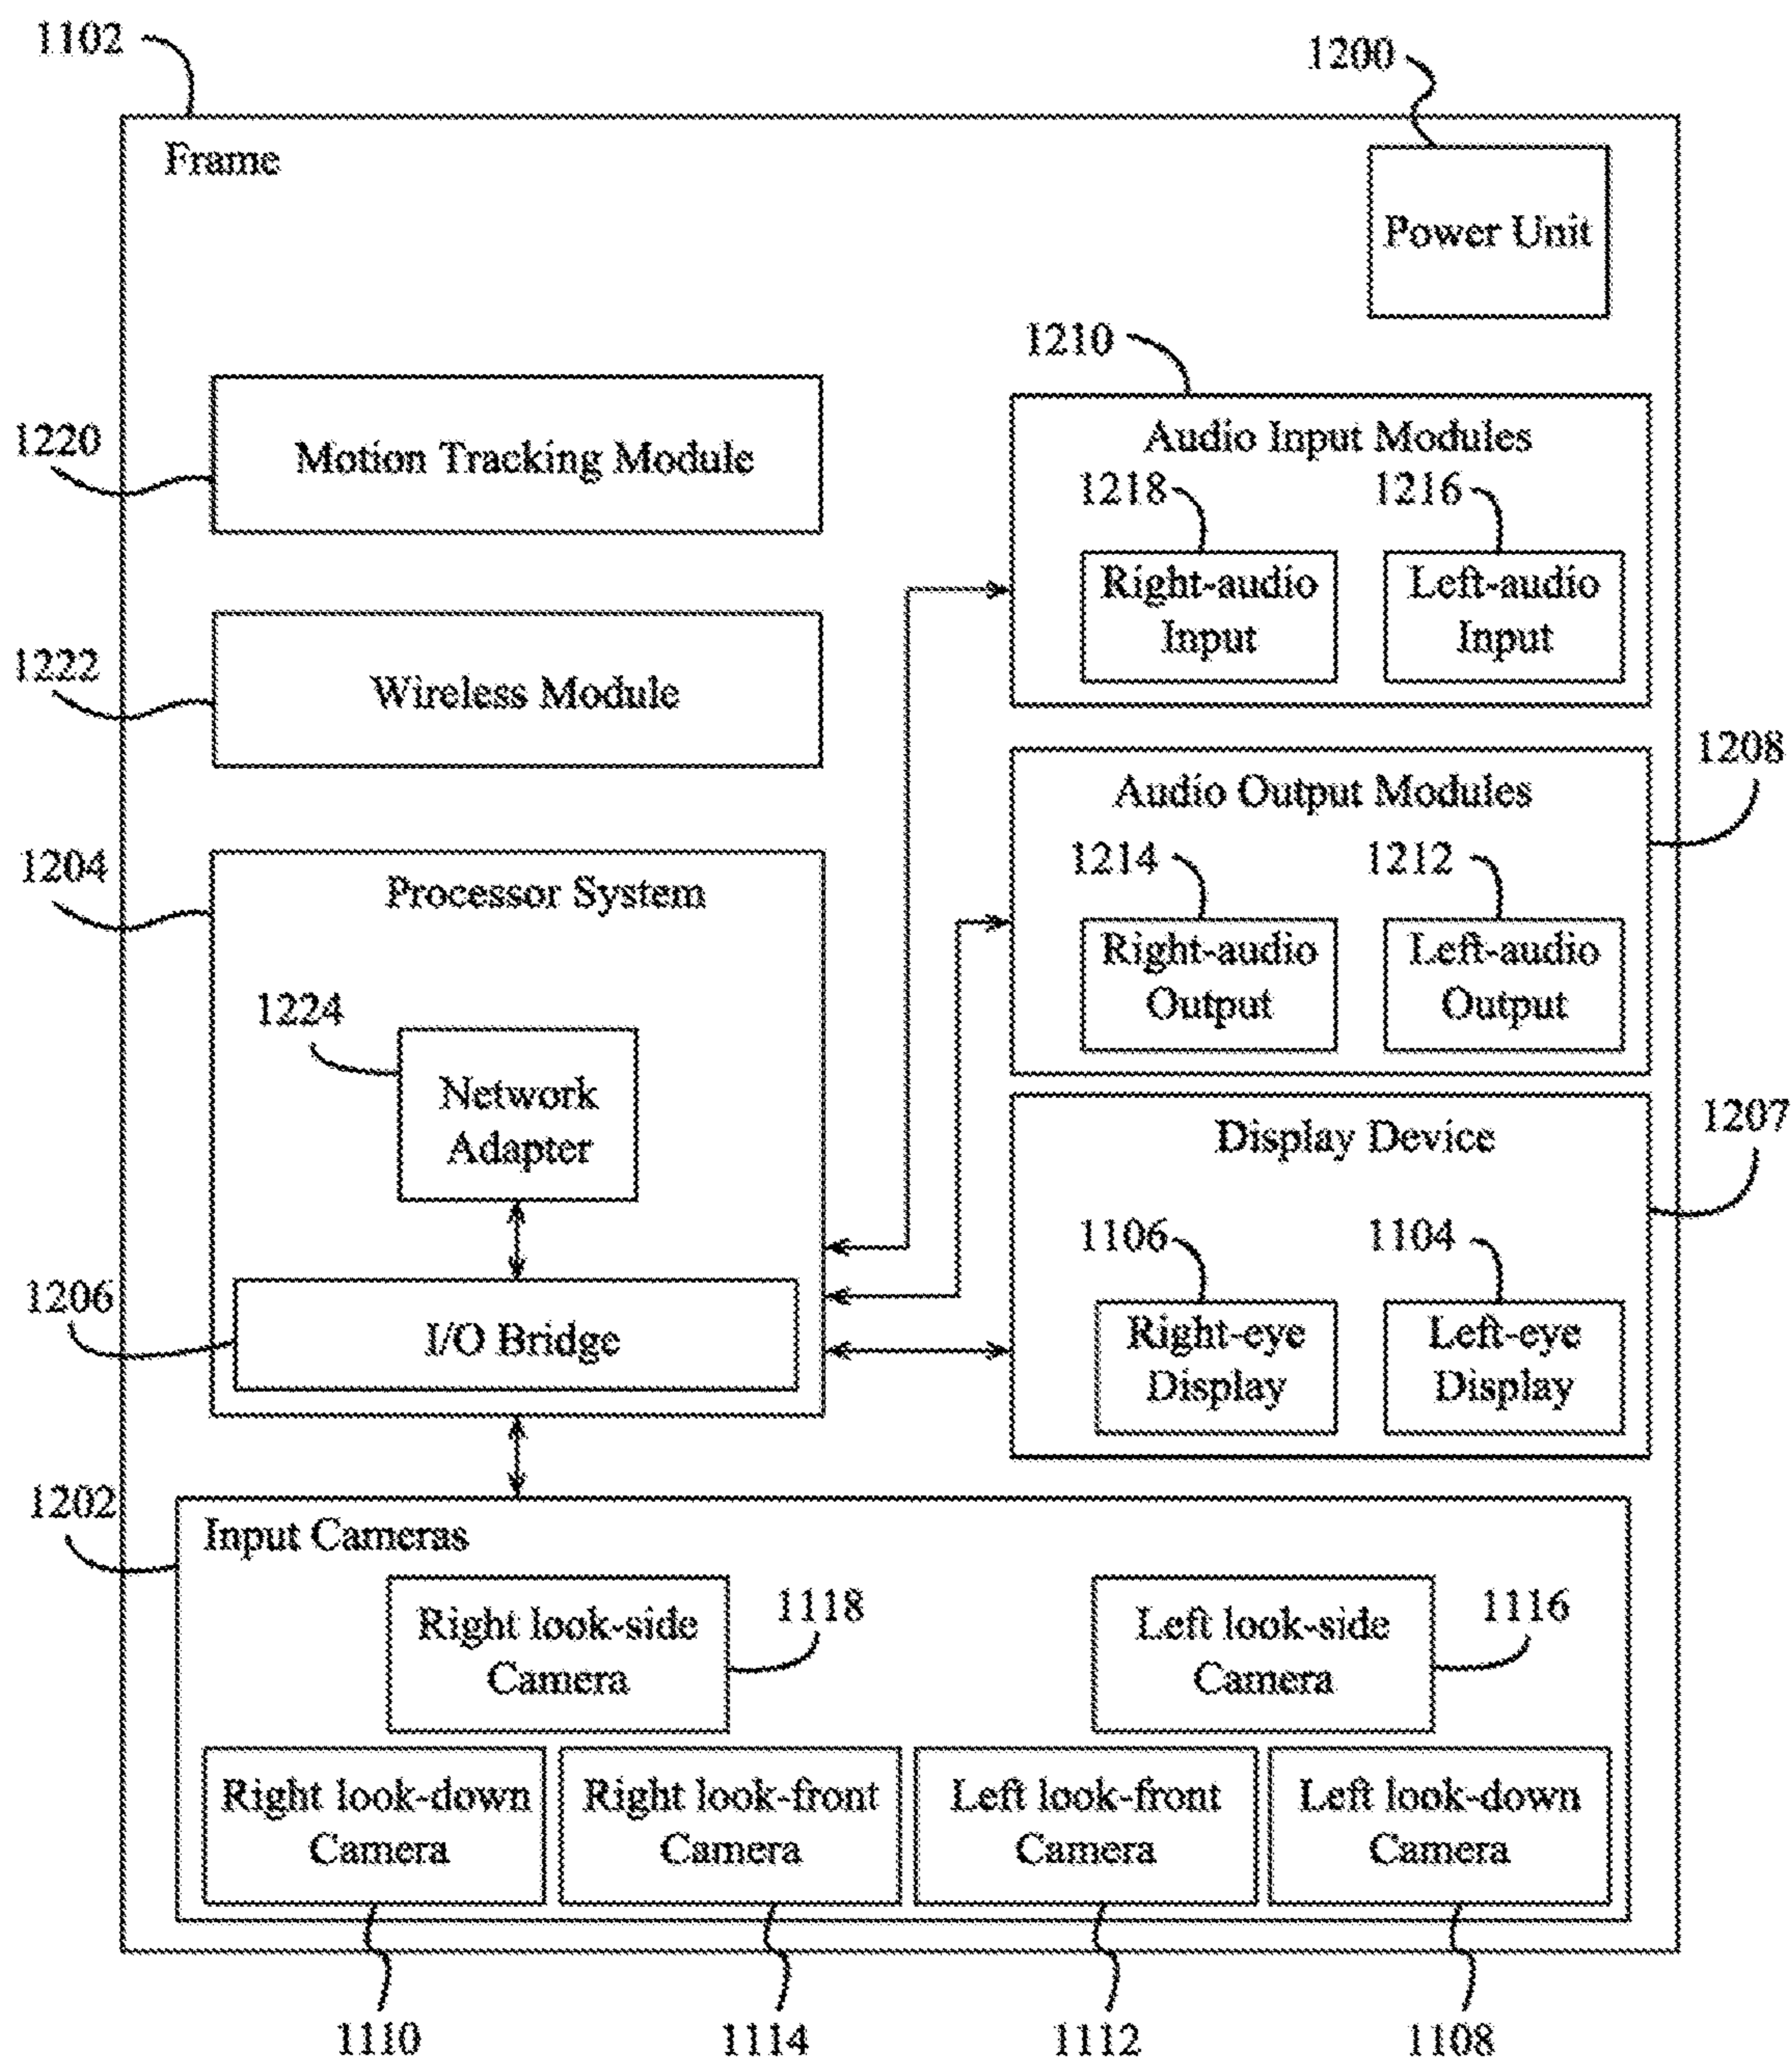 1102
1200
Frame
Power Unit
1210
1220
Motion Tracking Module
Audio Input Modules
1218
1216
Right-audio
Input
Left-audio
Input
1222
Wireless Module
1208
Audio Output Modules
1214
1212
Right-audio
Output
Left-audio
Output
1204
Processor System
1224
Network
Adapter
1207
Display Device
1106
1104
Right-eye
Display
Left-eye
Display
1206
I/O Bridge
1202
Input Cameras
Right look-side
Camera
1118
Left look-side
Camera
1116
Right look-down
Camera
Right look-front
Camera
Left look-front
Camera
Left look-down
Camera
1110
1114
1112
1108